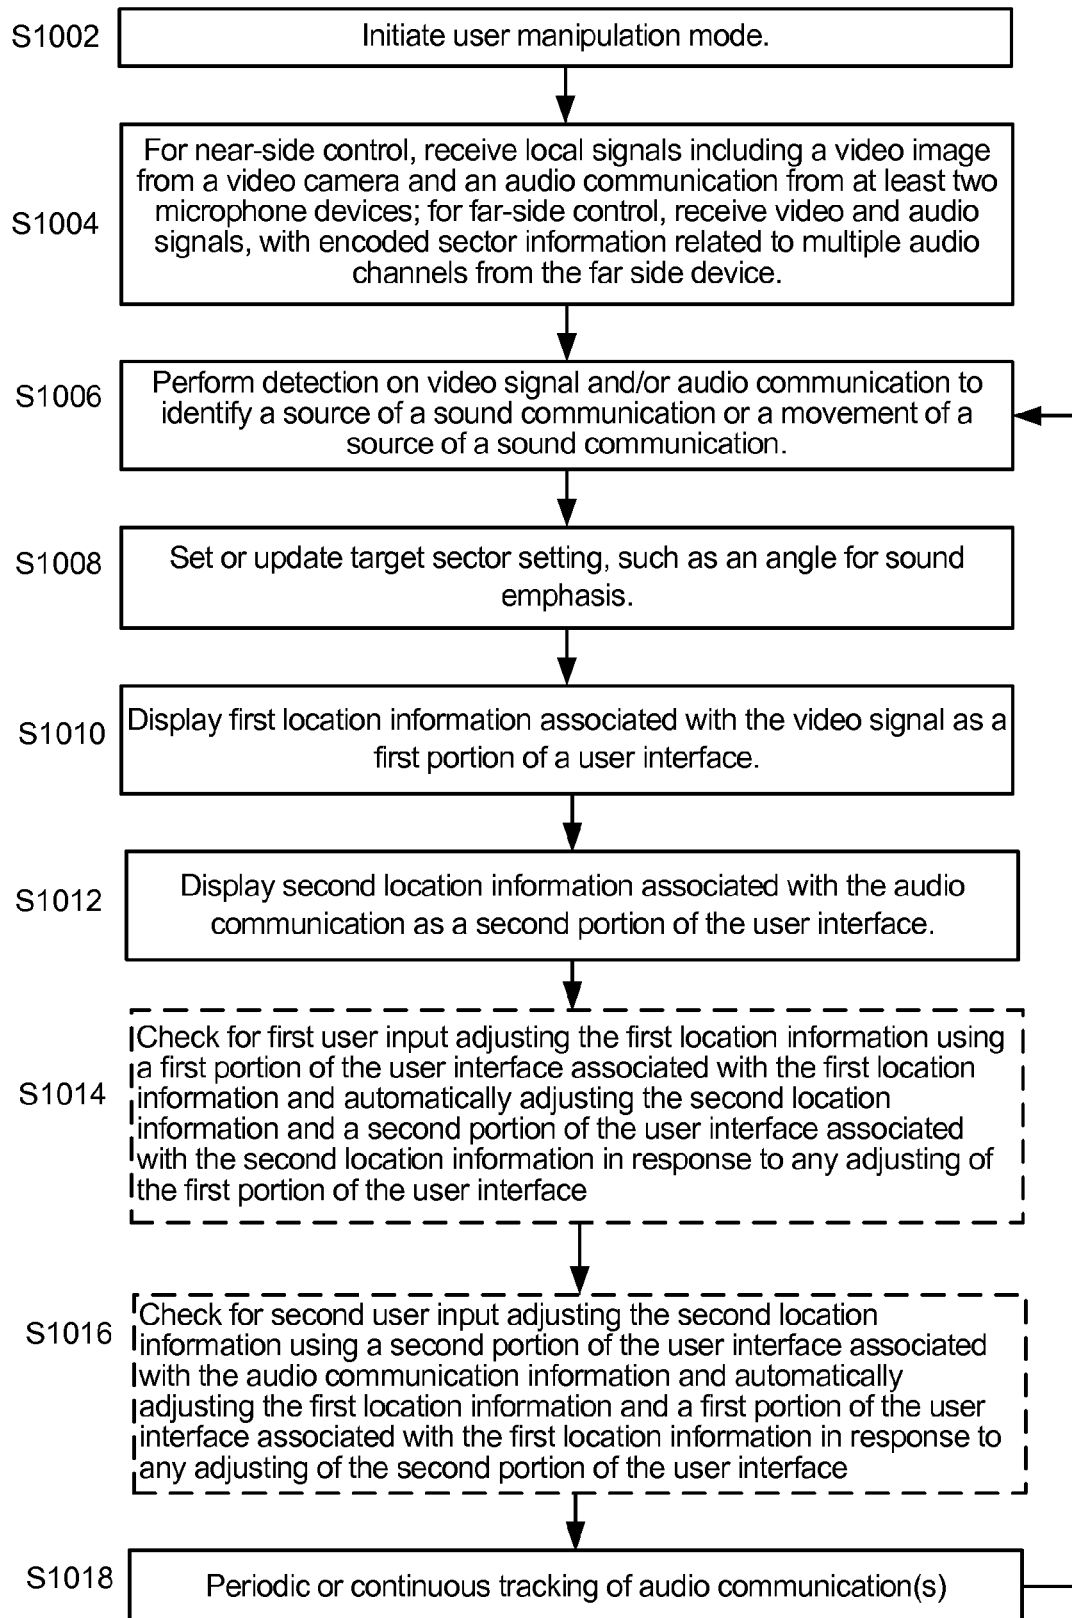 S1002
Initiate user manipulation mode.
S1004
For near-side control, receive local signals including a video image
from a video camera and an audio communication from at least two
microphone devices; for far-side control, receive video and audio
signals, with encoded sector information related to multiple audio
channels from the far side device.
S1006
Perform detection on video signal and/or audio communication to
identify a source of a sound communication or a movement of a
source of a sound communication.
S1008
Set or update target sector setting, such as an angle for sound
emphasis.
S1010
Display first location information associated with the video signal as a
first portion of a user interface.
S1012
Display second location information associated with the audio
communication as a second portion of the user interface.
S1014
Check for first user input adjusting the first location information using
a first portion of the user interface associated with the first location
information and automatically adjusting the second location
information and a second portion of the user interface associated
with the second location information in response to any adjusting of
the first portion of the user interface
S1016
Check for second user input adjusting the second location
information using a second portion of the user interface associated
with the audio communication information and automatically
adjusting the first location information and a first portion of the user
interface associated with the first location information in response to
any adjusting of the second portion of the user interface
S1018
Periodic or continuous tracking of audio communication(s)